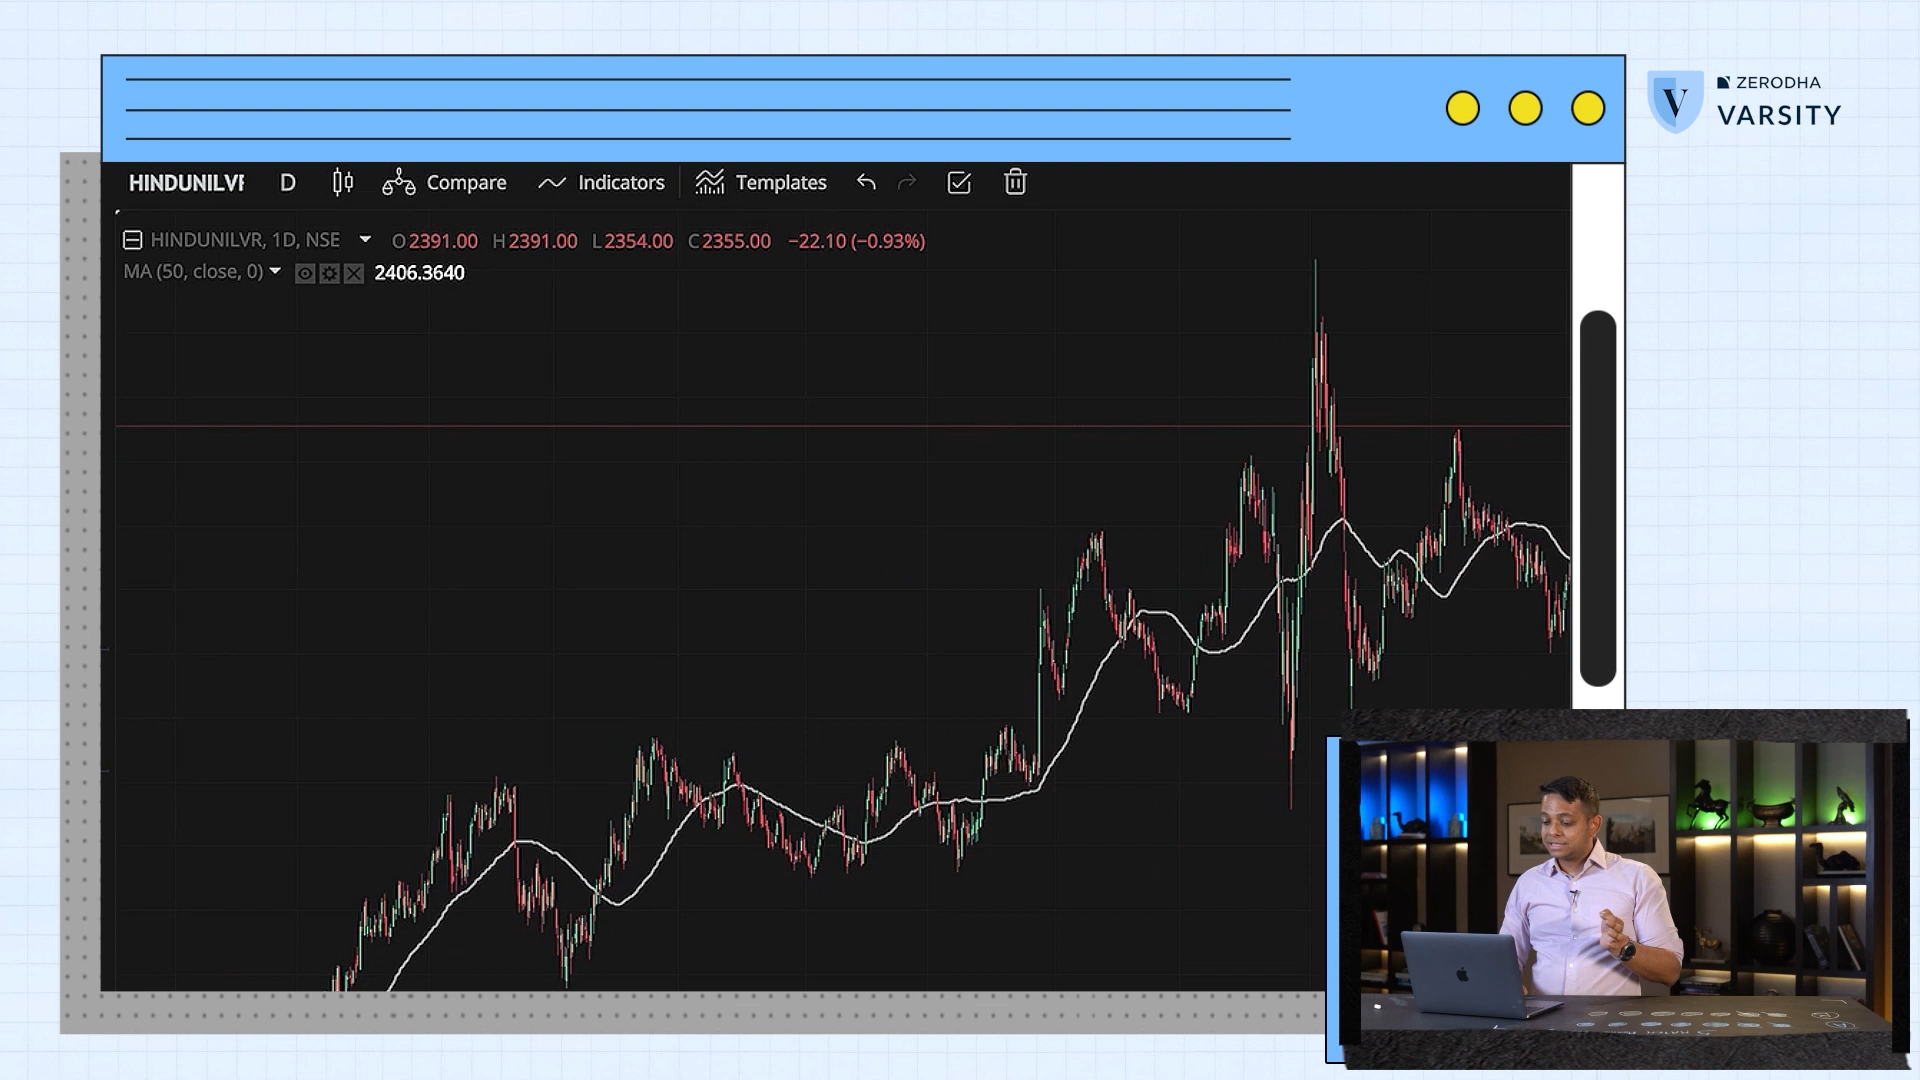 ZERODHA
V VARSITY
HINDUNILVR D Compare Indicators Templates
HINDUNILVR, 1D, NSE O2391.00 H2391.00 L2354.00 C2355.00 −22.10 (−0.93%)
MA (50, close, 0) 2406.3640